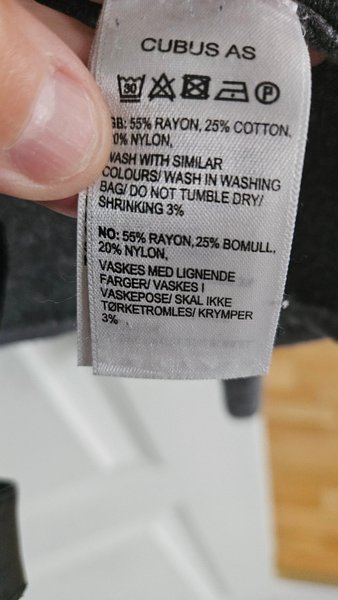 CUBUS AS
30 P
GB: 55% RAYON, 25% COTTON,
20% NYLON,
WASH WITH SIMILAR
COLOURS/ WASH IN WASHING
BAG/ DO NOT TUMBLE DRY/
SHRINKING 3%
NO: 55% RAYON, 25% BOMULL,
20% NYLON,
VASKES MED LIGNENDE
FARGER/ VASKES I
VASKEPOSE/ SKAL IKKE
TØRKETROMLES/ KRYMPER
3%